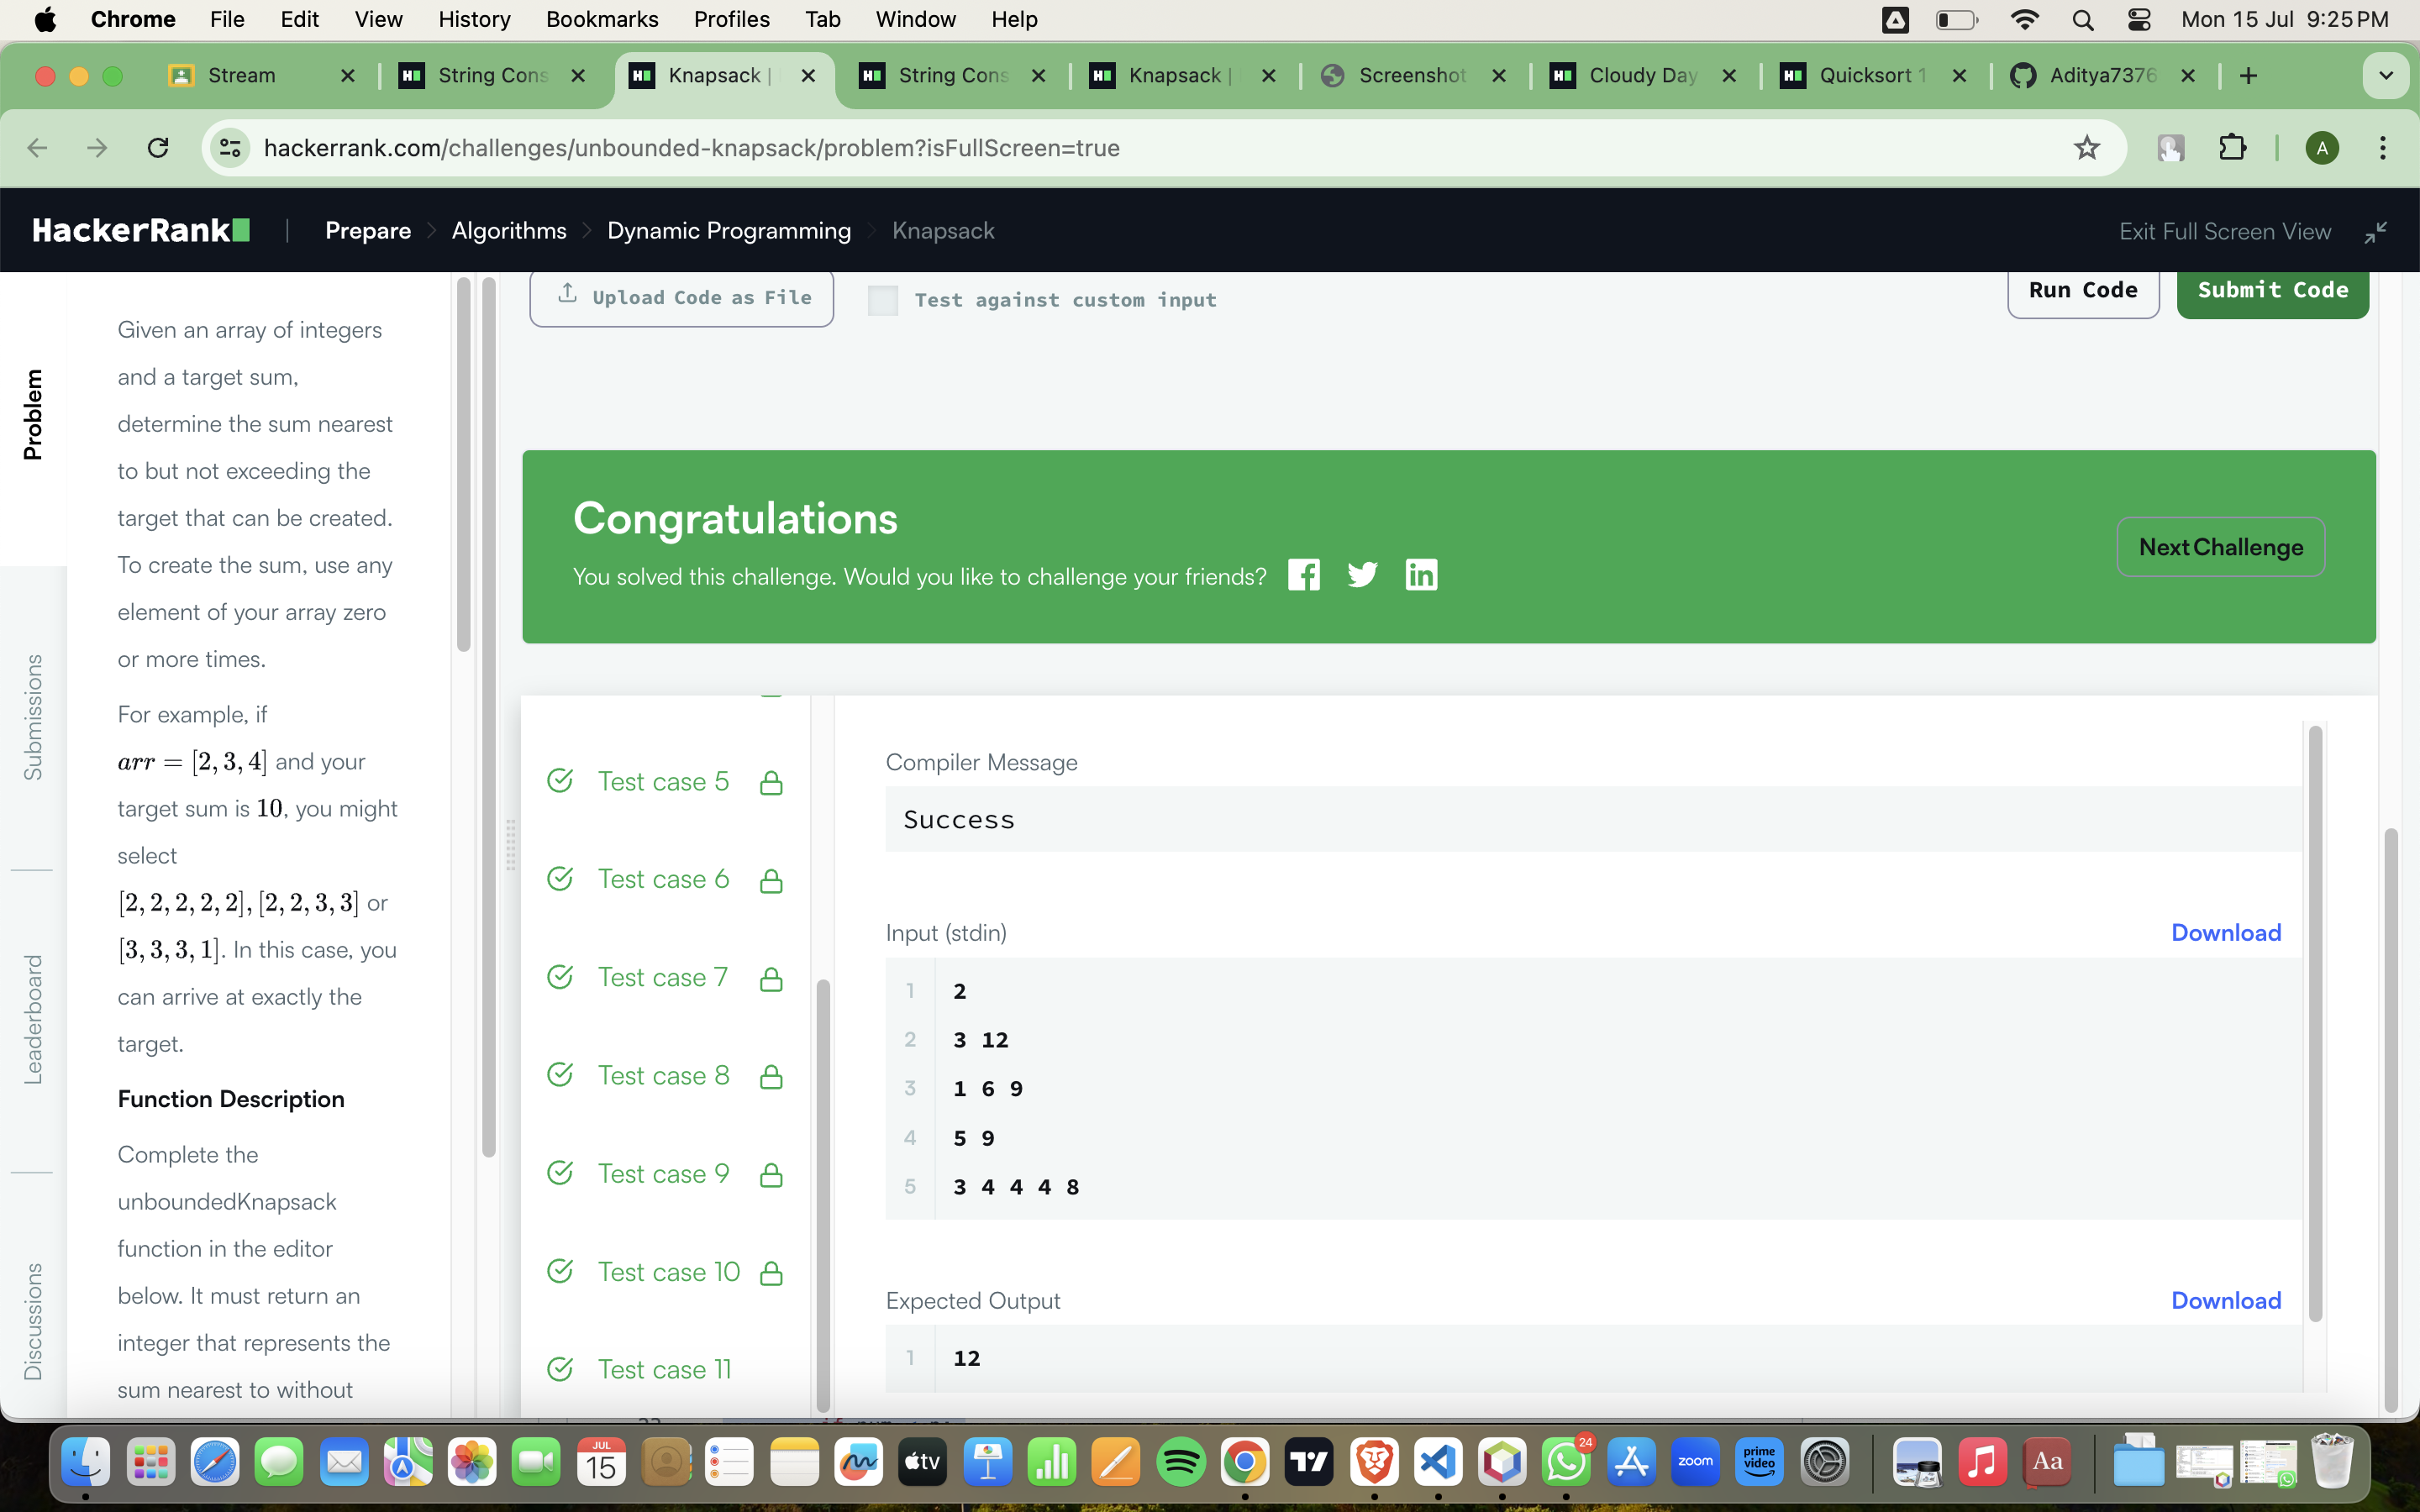 Chrome File Edit View History Bookmarks Profiles Tab Window Help Mon 15 Jul 9:25 PM
Stream String Cons Knapsack | String Cons Knapsack | Screenshot Cloudy Day Quicksort 1 Aditya7376
hackerrank.com/challenges/unbounded-knapsack/problem?isFullScreen=true A
HackerRank | Prepare > Algorithms > Dynamic Programming > Knapsack Exit Full Screen View
Problem
Submissions
Leaderboard
Discussions
Given an array of integers
and a target sum,
determine the sum nearest
to but not exceeding the
target that can be created.
To create the sum, use any
element of your array zero
or more times.
For example, if
arr = [2, 3, 4] and your
target sum is 10, you might
select
[2, 2, 2, 2, 2], [2, 2, 3, 3] or
[3, 3, 3, 1]. In this case, you
can arrive at exactly the
target.
Function Description
Complete the
unboundedKnapsack
function in the editor
below. It must return an
integer that represents the
sum nearest to without
Upload Code as File Test against custom input Run Code Submit Code
Congratulations
You solved this challenge. Would you like to challenge your friends?
Next Challenge
Test case 5
Test case 6
Test case 7
Test case 8
Test case 9
Test case 10
Test case 11
Compiler Message
Success
Input (stdin) Download
1 2
2 3 12
3 1 6 9
4 5 9
5 3 4 4 4 8
Expected Output Download
1 12
JUL
15
tv
24
zoom
prime
video
Aa